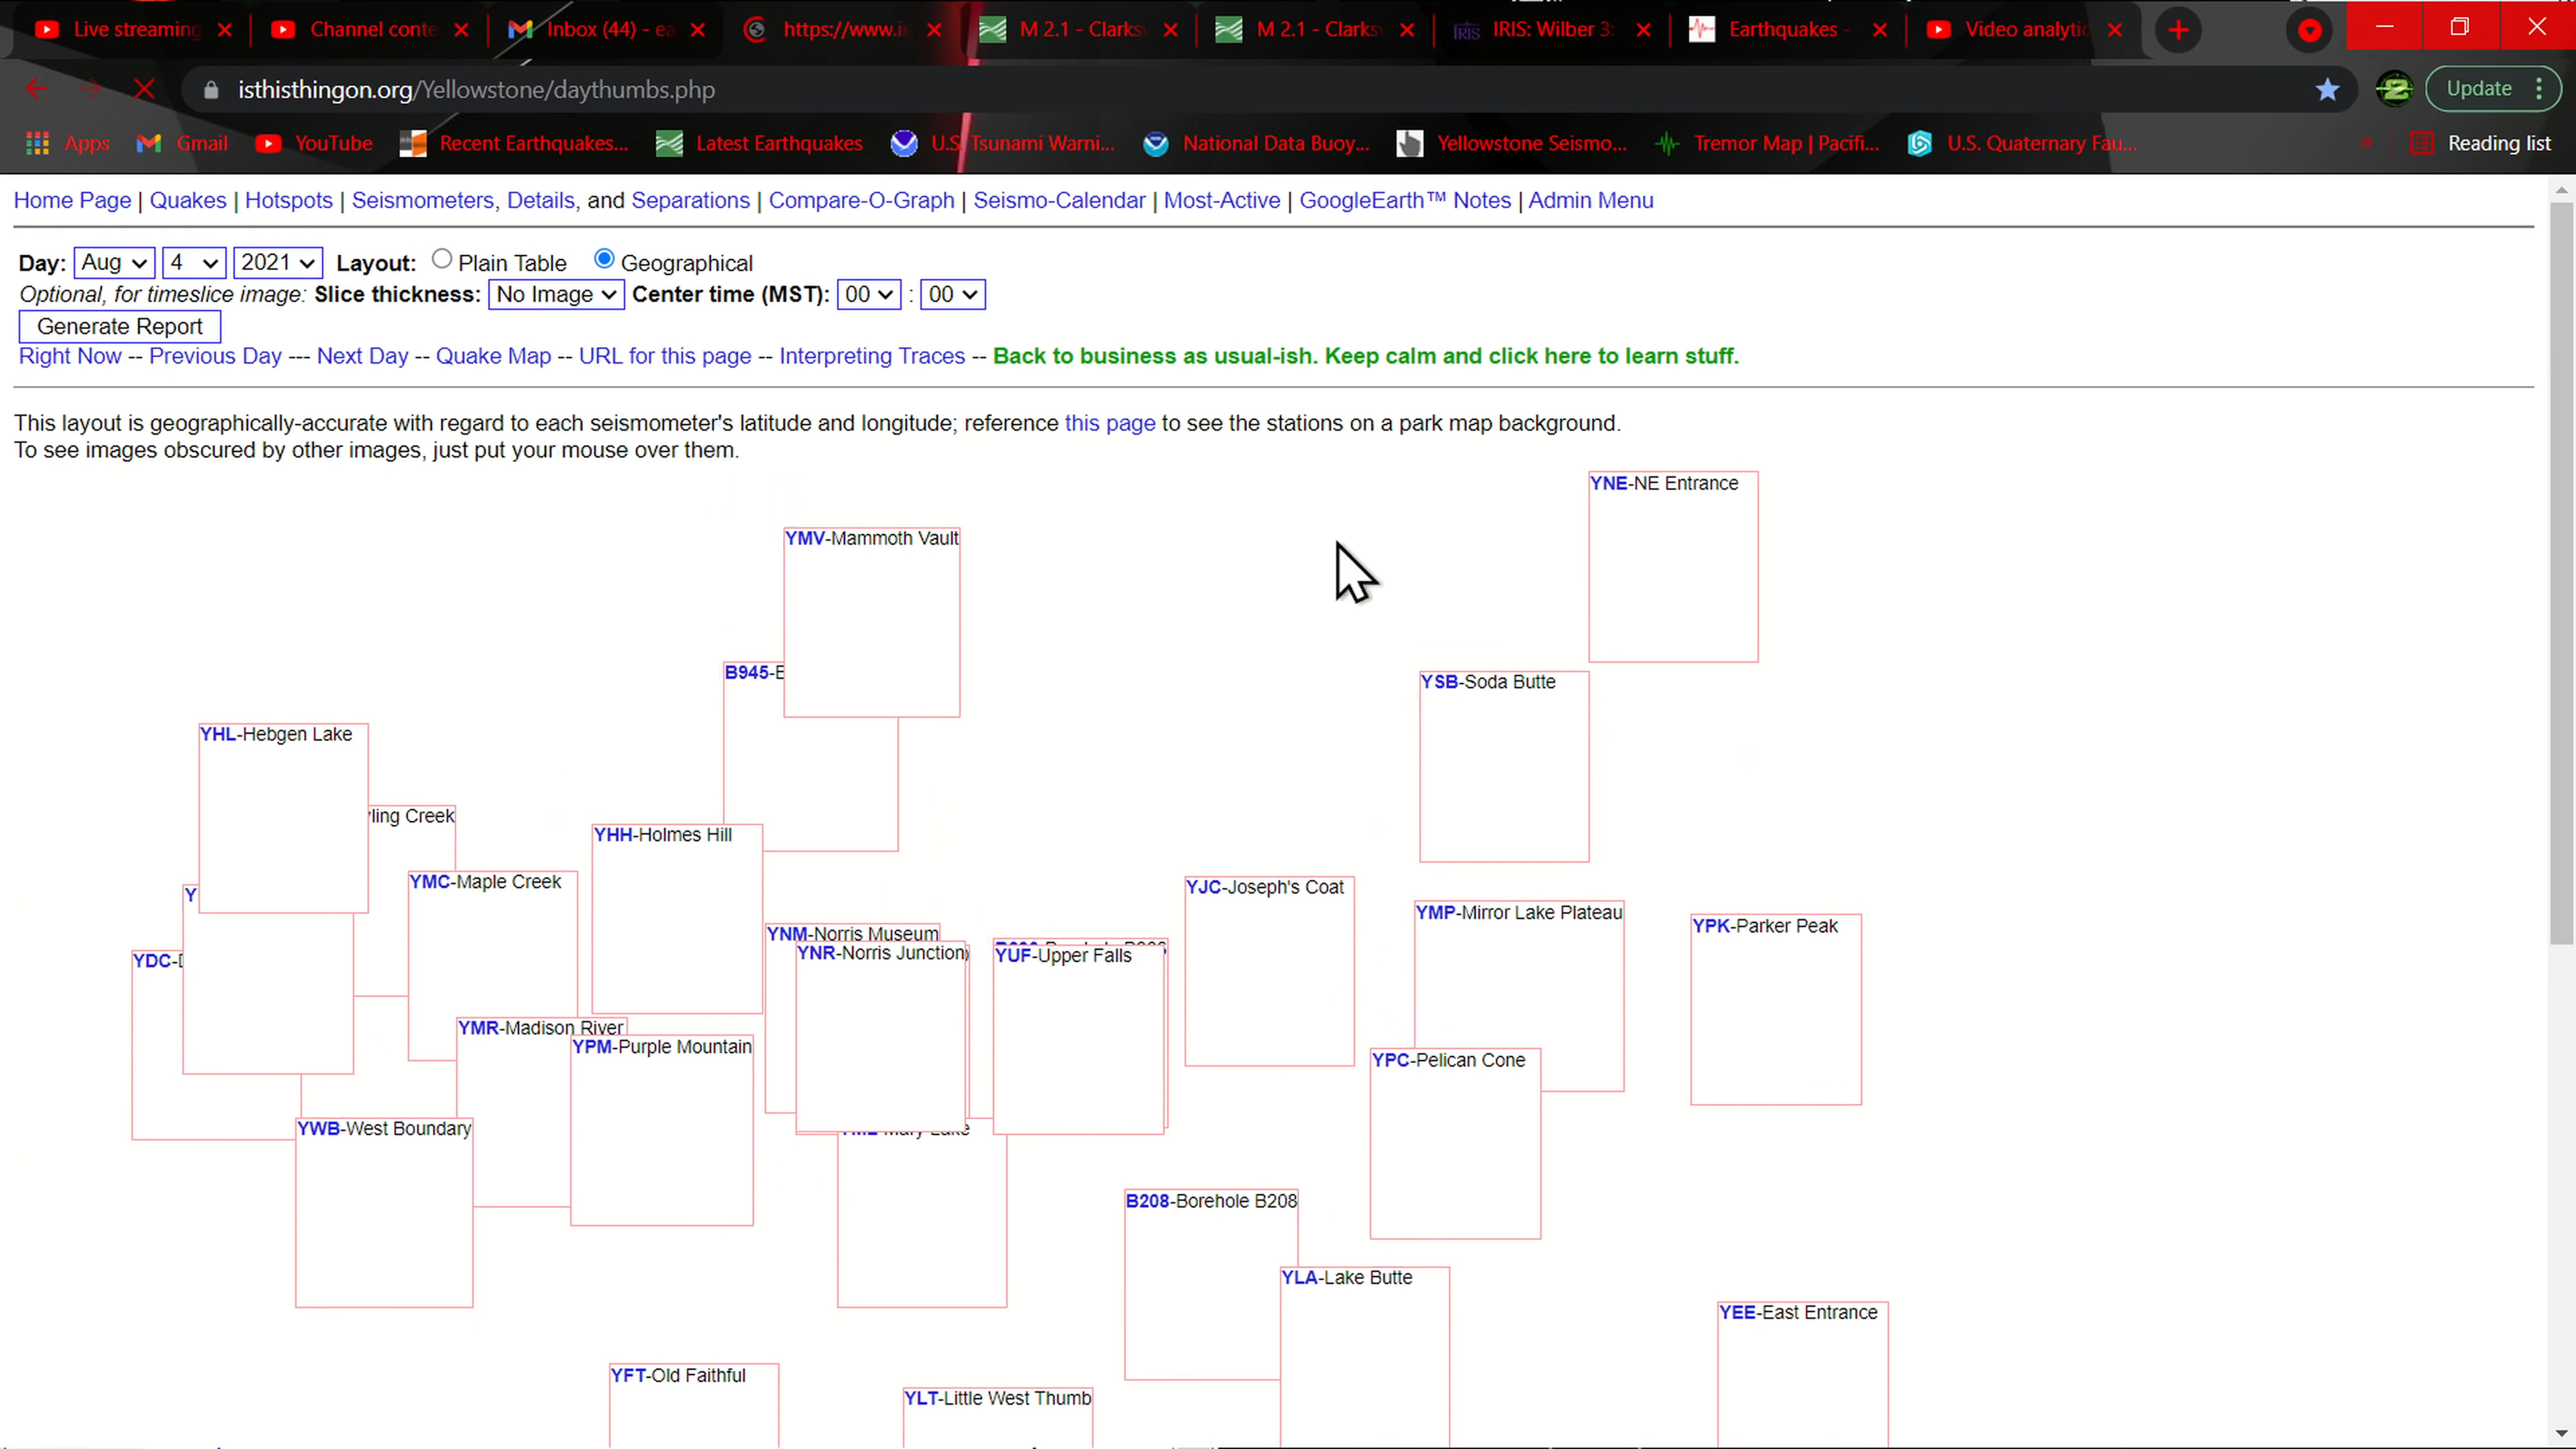 Live streaming
Channel conte
Inbox (44) - ea
https://www.is
M 2.1 - Clarksv
M 2.1 - Clarksv
IRIS: Wilber 3:
Earthquakes -
Video analytic
isthisthingon.org/Yellowstone/daythumbs.php
Update
Apps
Gmail
YouTube
Recent Earthquakes...
Latest Earthquakes
U.S. Tsunami Warni...
National Data Buoy...
Yellowstone Seismo...
Tremor Map | Pacifi...
U.S. Quaternary Fau...
»
Reading list
Home Page | Quakes | Hotspots | Seismometers, Details, and Separations | Compare-O-Graph | Seismo-Calendar | Most-Active | GoogleEarth™ Notes | Admin Menu
Day: Aug 4 2021 Layout: Plain Table Geographical
Optional, for timeslice image: Slice thickness: No Image Center time (MST): 00 : 00
Generate Report
Right Now -- Previous Day --- Next Day -- Quake Map -- URL for this page -- Interpreting Traces -- Back to business as usual-ish. Keep calm and click here to learn stuff.
This layout is geographically-accurate with regard to each seismometer's latitude and longitude; reference this page to see the stations on a park map background.
To see images obscured by other images, just put your mouse over them.
YNE-NE Entrance
YMV-Mammoth Vault
B945-
YSB-Soda Butte
YHL-Hebgen Lake
ling Creek
YHH-Holmes Hill
YMC-Maple Creek
YJC-Joseph's Coat
Y
YMP-Mirror Lake Plateau
YPK-Parker Peak
YNM-Norris Museum
YNR-Norris Junction
YUF-Upper Falls
YDC-
YMR-Madison River
YPM-Purple Mountain
YPC-Pelican Cone
YWB-West Boundary
Lake
B208-Borehole B208
YLA-Lake Butte
YEE-East Entrance
YFT-Old Faithful
YLT-Little West Thumb